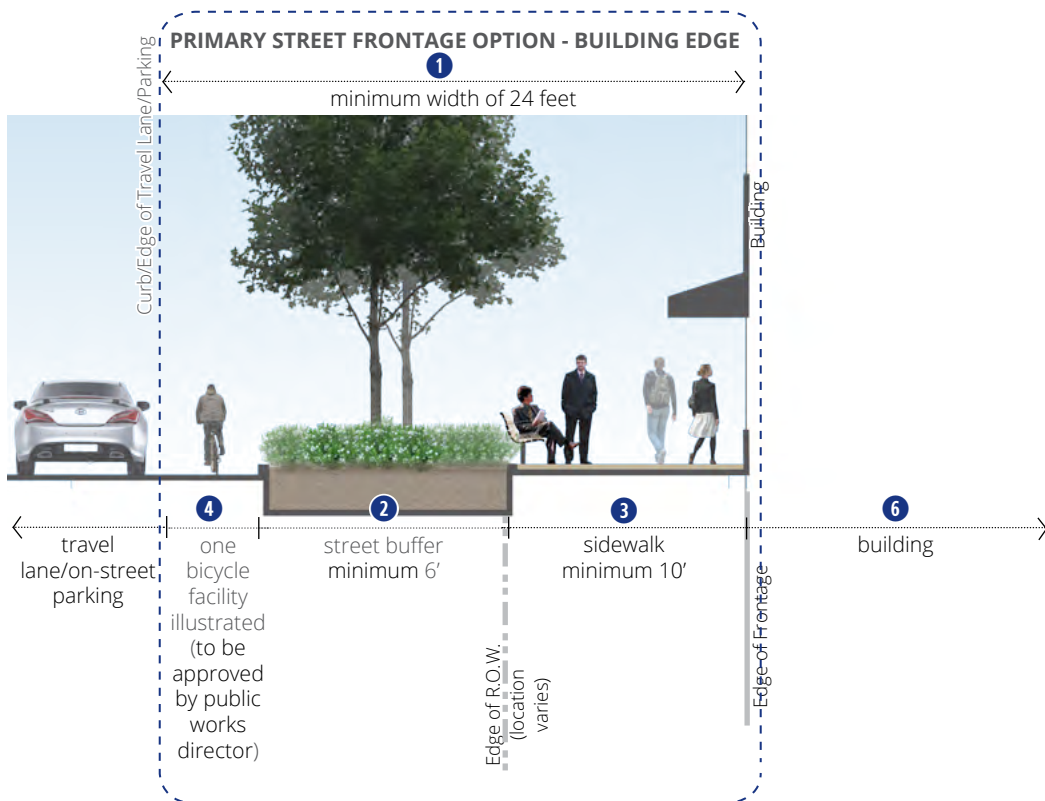 PRIMARY STREET FRONTAGE OPTION - BUILDING EDGE
1
minimum width of 24 feet
Curb/Edge of Travel Lane/Parking
Building
4
2
3
6
travel
lane/on-street
parking
one
bicycle
facility
illustrated
(to be
approved
by public
works
director)
street buffer
minimum 6’
sidewalk
minimum 10’
building
Edge of R.O.W.
(location
varies)
Edge of Frontage